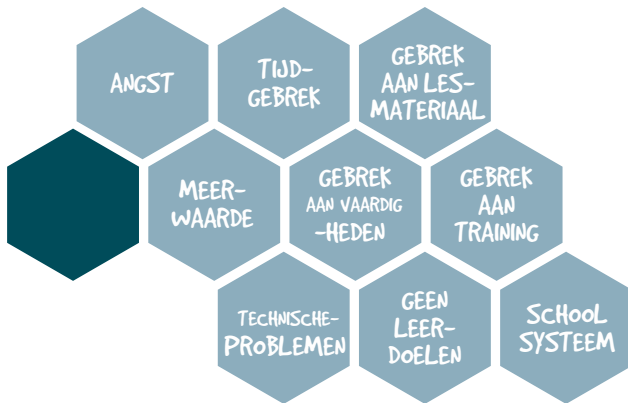 ANGST
TIJD-
GEBREK
GEBREK
AAN LES-
MATERIAAL
MEER-
WAARDE
GEBREK
AAN VAARDIG
-HEDEN
GEBREK
AAN
TRAINING
TECHNISCHE-
PROBLEMEN
GEEN
LEER-
DOELEN
SCHOOL
SYSTEEM